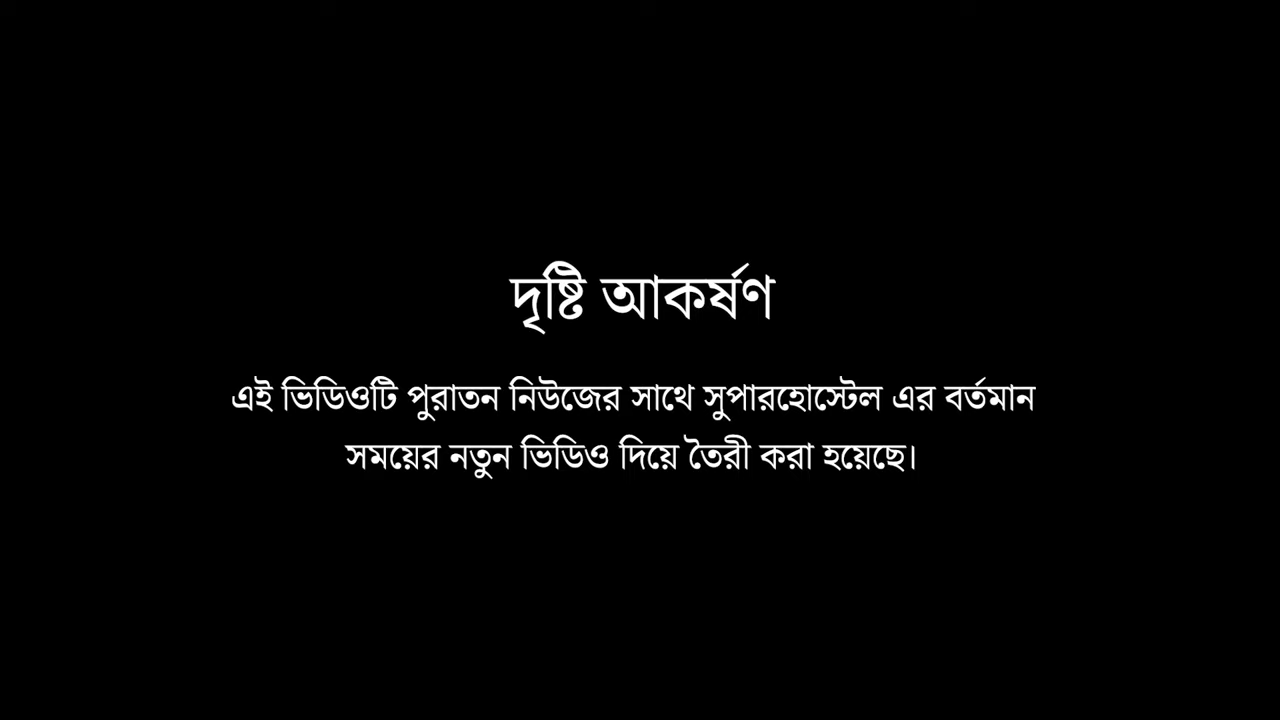 দৃষ্টি আকর্ষণ
এই ভিডিওটি পুরাতন নিউজের সাথে সুপারহোস্টেল এর বর্তমান
সময়ের নতুন ভিডিও দিয়ে তৈরী করা হয়েছে।